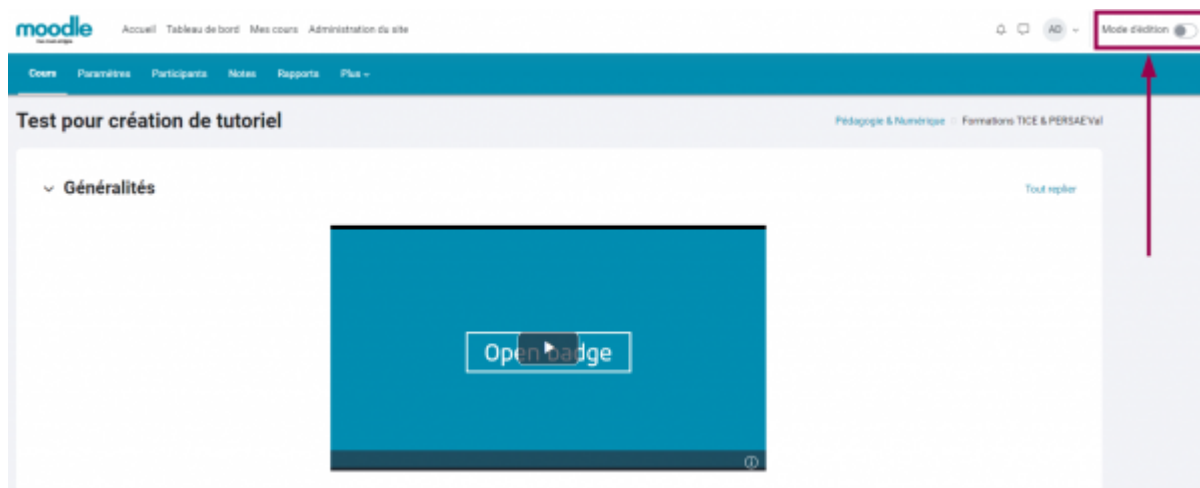 moodle
Accueil Tableau de bord Mes cours Administration du site
AD
Mode d'édition
Cours Paramètres Participants Notes Rapports Plus
Test pour création de tutoriel
Pédagogie & Numérique Formations TICE & PERSAE'Val
Généralités
Tout replier
Open badge